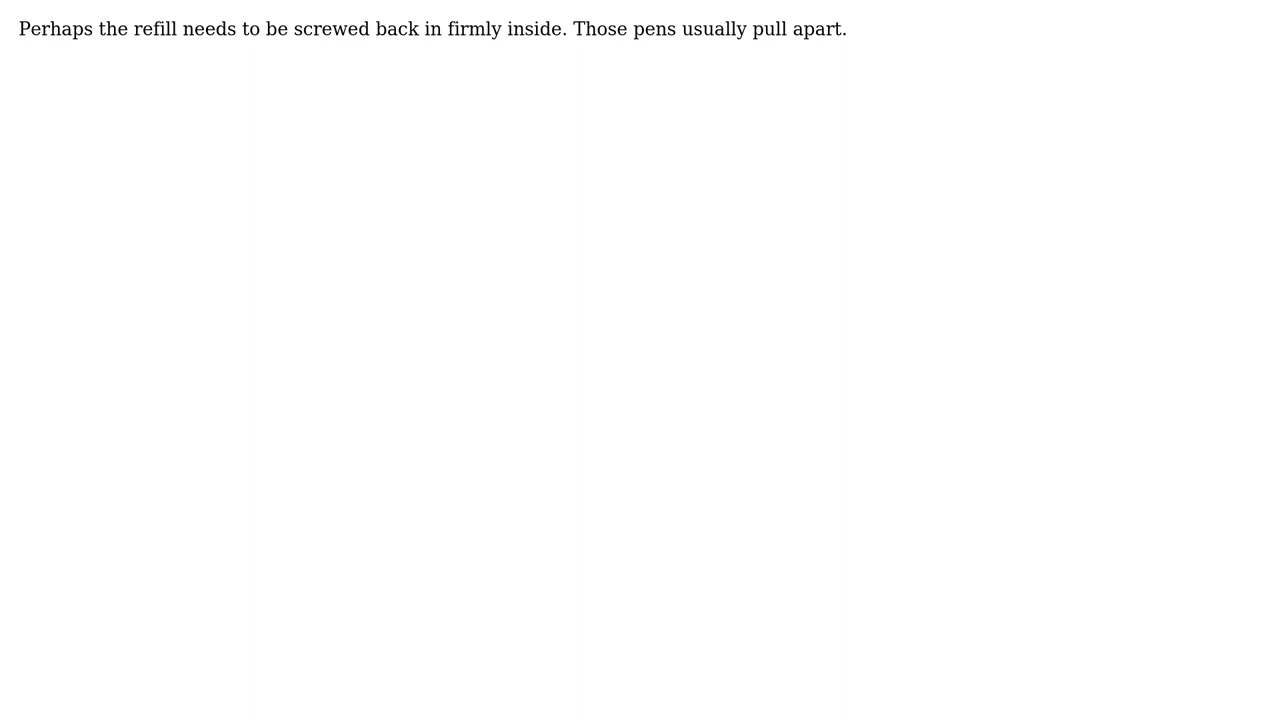 Perhaps the refill needs to be screwed back in firmly inside. Those pens usually pull apart.